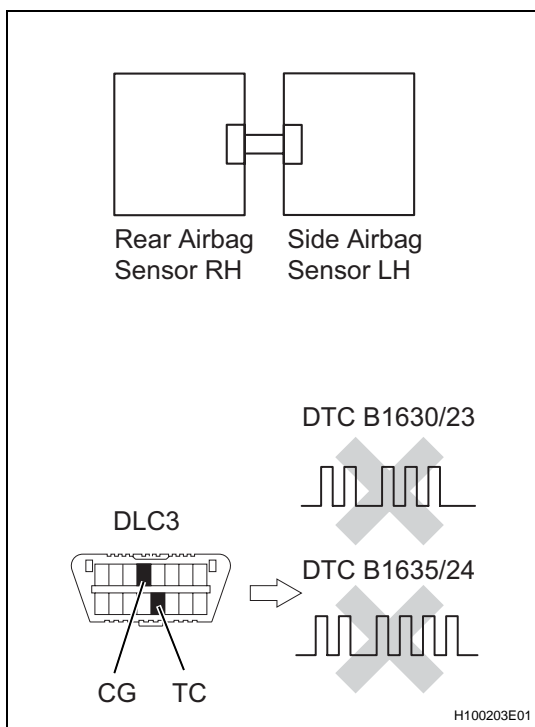 Rear Airbag
Sensor RH
Side Airbag
Sensor LH
DTC B1630/23
DLC3
DTC B1635/24
CG
TC
H100203E01